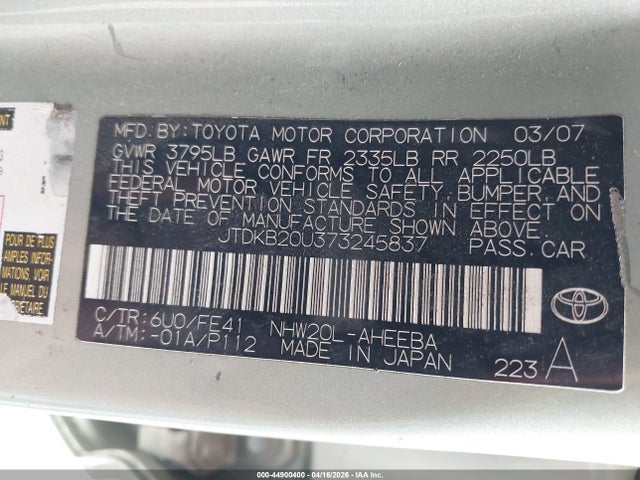 MFD.BY:TOYOTA MOTOR CORPORATION 03/07
GVWR 3795LB GAWR FR 2335LB RR 2250LB
THIS VEHICLE CONFORMS TO ALL APPLICABLE
FEDERAL MOTOR VEHICLE SAFETY, BUMPER, AND
THEFT PREVENTION STANDARDS IN EFFECT ON
THE DATE OF MANUFACTURE SHOWN ABOVE.
JTDKB20U373245837 PASS.CAR
C/TR:6U0/FE41 NHW20L-AHEEBA
A/TM:-01A/P112 MADE IN JAPAN
223 A
POUR DE PLUS
AMPLES INFOR-
MATIONS
LE MANUEL DU
000-44900400 - 04/16/2026 - IAA Inc.